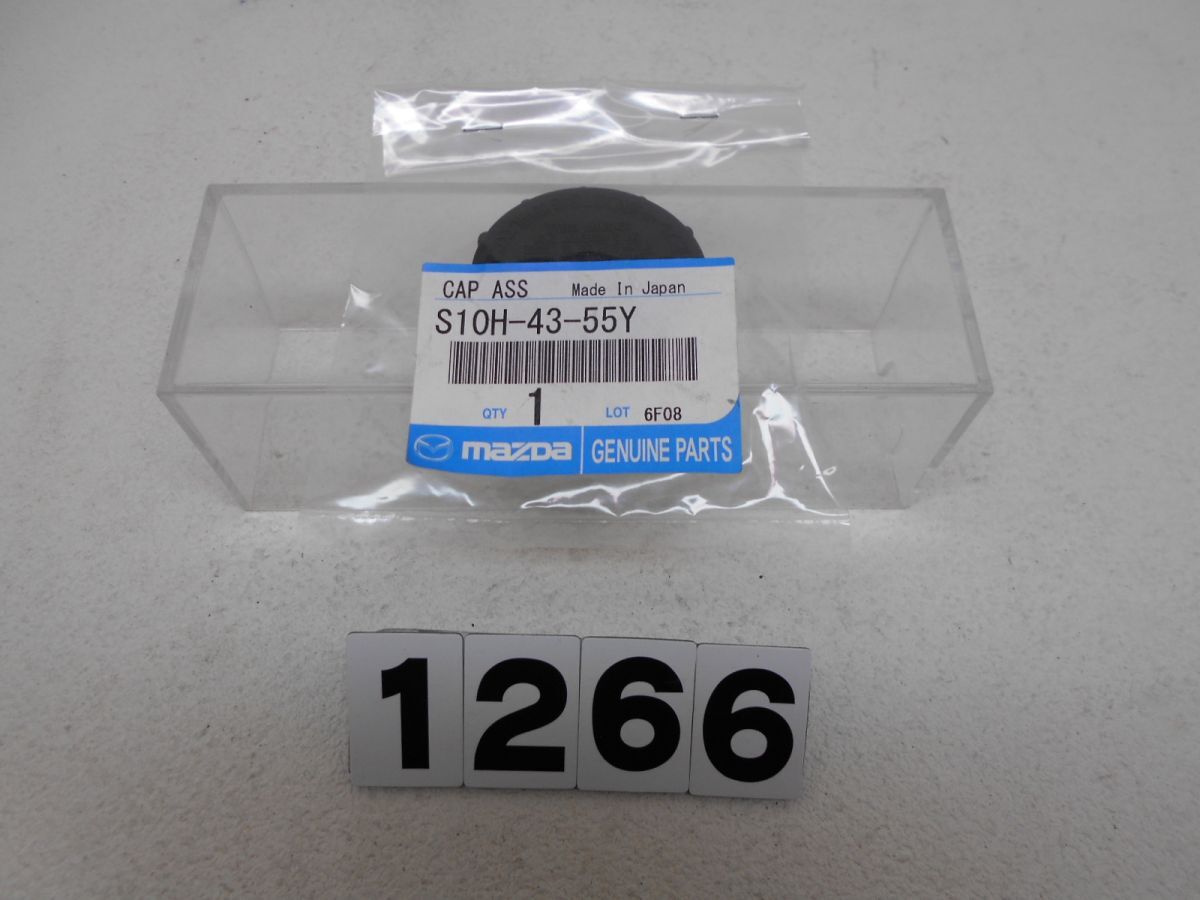 CAP ASS Made In Japan
S10H-43-55Y
QTY 1 LOT 6F08
mazda GENUINE PARTS
1266